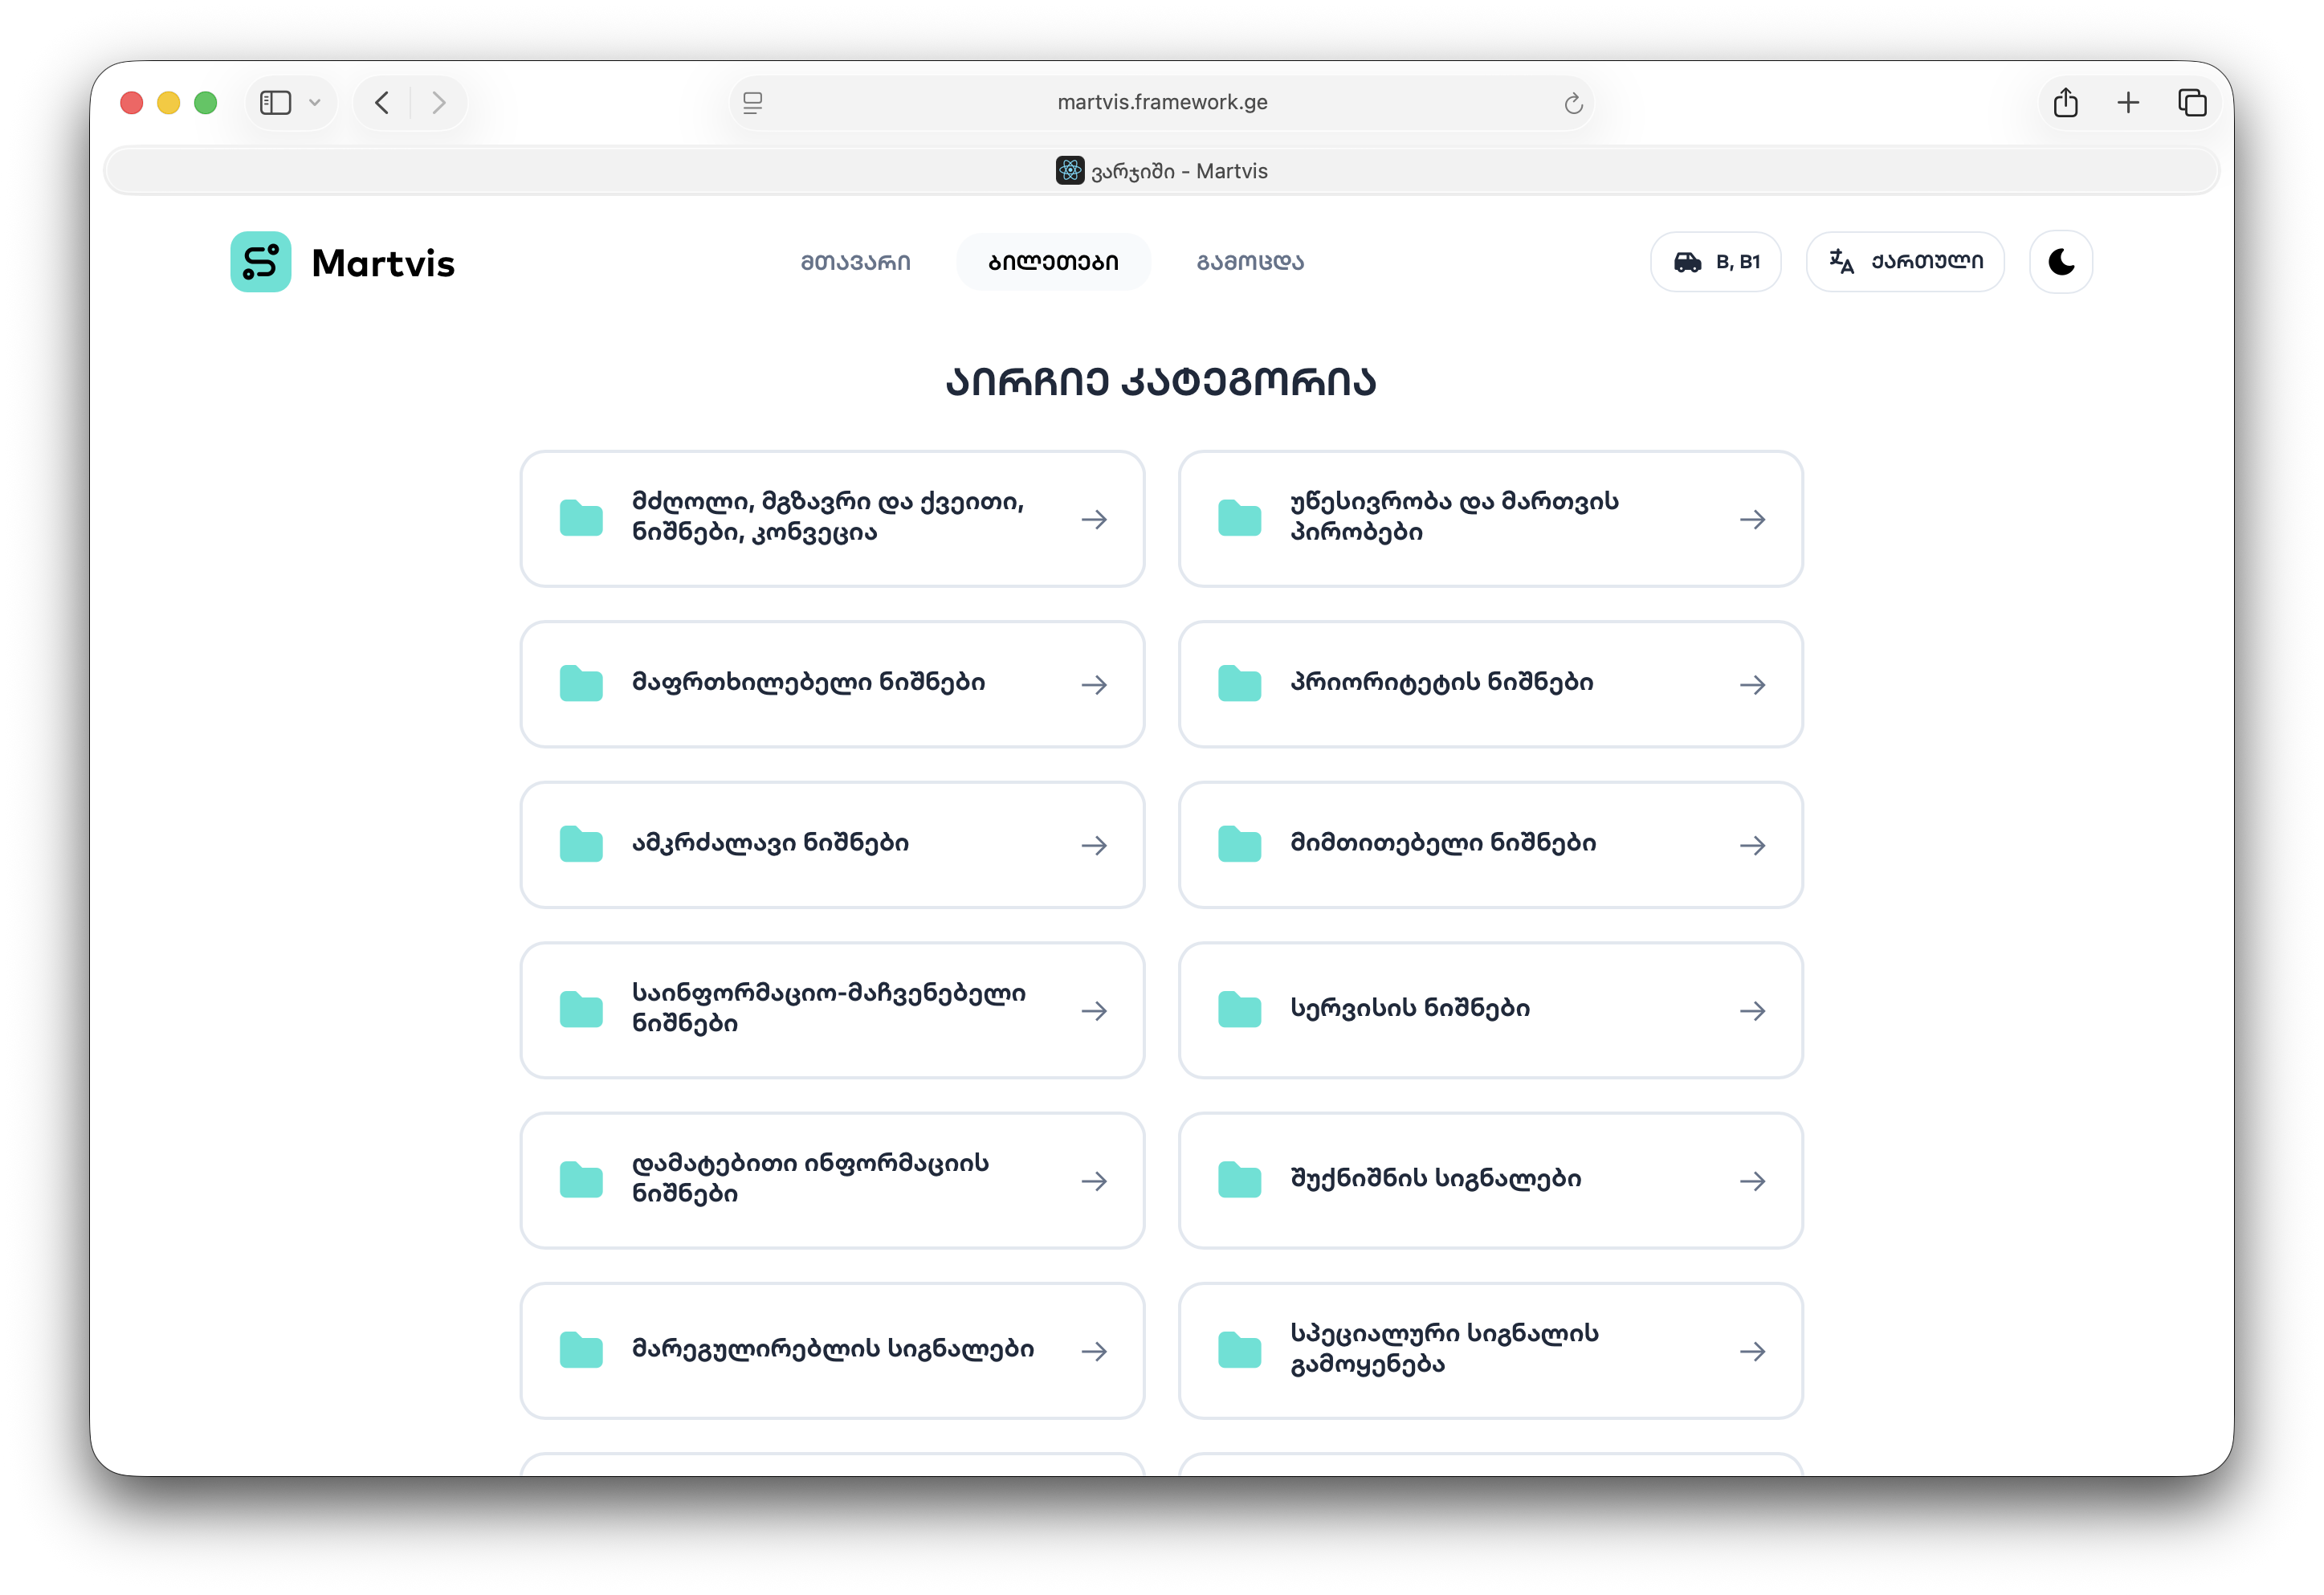 martvis.framework.ge
ვარჯიში - Martvis
Martvis
მთავარი
ბილეთები
გამოცდა
B, B1
ქართული
აირჩიე კატეგორია
მძღოლი, მგზავრი და ქვეითი,
ნიშნები, კონვეცია
უწესივრობა და მართვის
პირობები
მაფრთხილებელი ნიშნები
პრიორიტეტის ნიშნები
ამკრძალავი ნიშნები
მიმთითებელი ნიშნები
საინფორმაციო-მაჩვენებელი
ნიშნები
სერვისის ნიშნები
დამატებითი ინფორმაციის
ნიშნები
შუქნიშნის სიგნალები
მარეგულირებლის სიგნალები
სპეციალური სიგნალის
გამოყენება